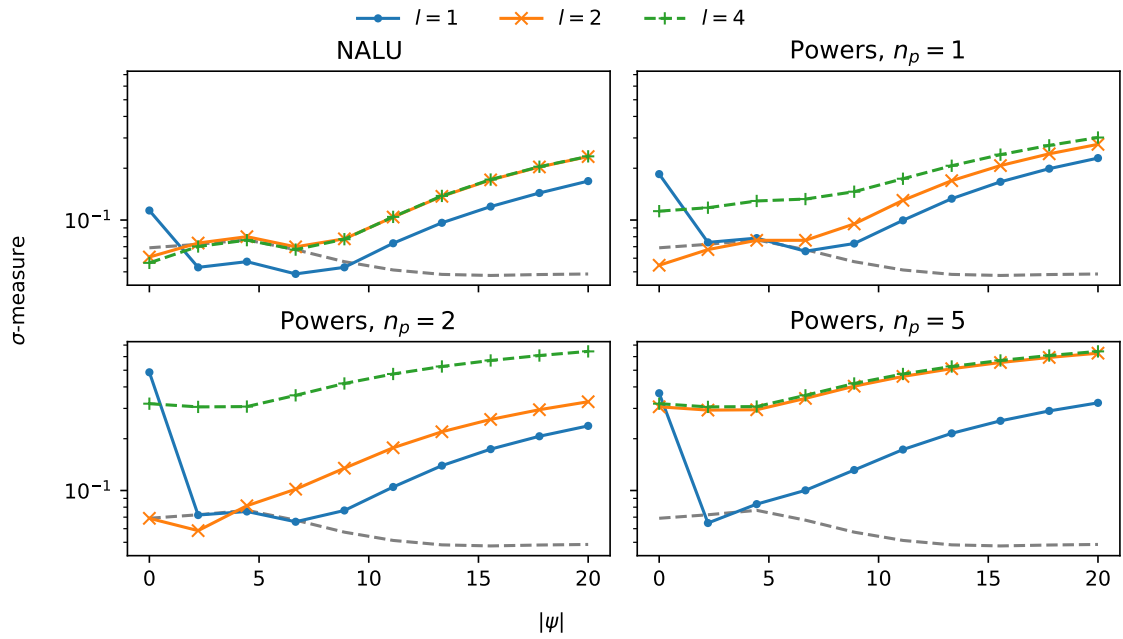 l = 1 l = 2 l = 4
NALU
Powers, n_p = 1
10^{-1}
0 5 10 15 20
0 5 10 15 20
σ-measure
Powers, n_p = 2
Powers, n_p = 5
10^{-1}
|ψ|